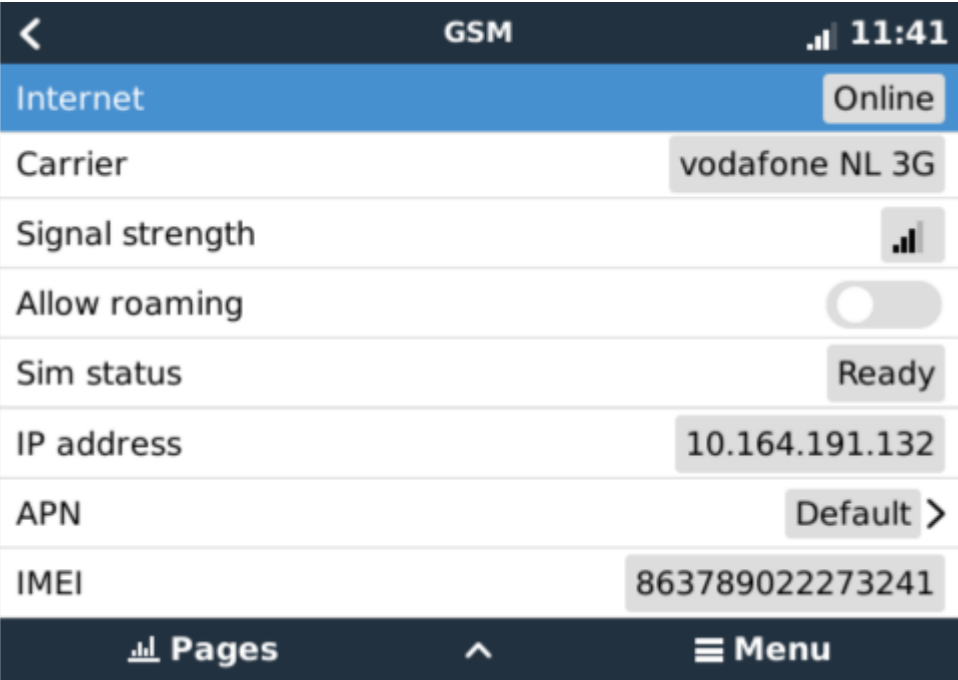 GSM 11:41
Internet Online
Carrier vodafone NL 3G
Signal strength
Allow roaming
Sim status Ready
IP address 10.164.191.132
APN Default
IMEI 863789022273241
Pages Menu